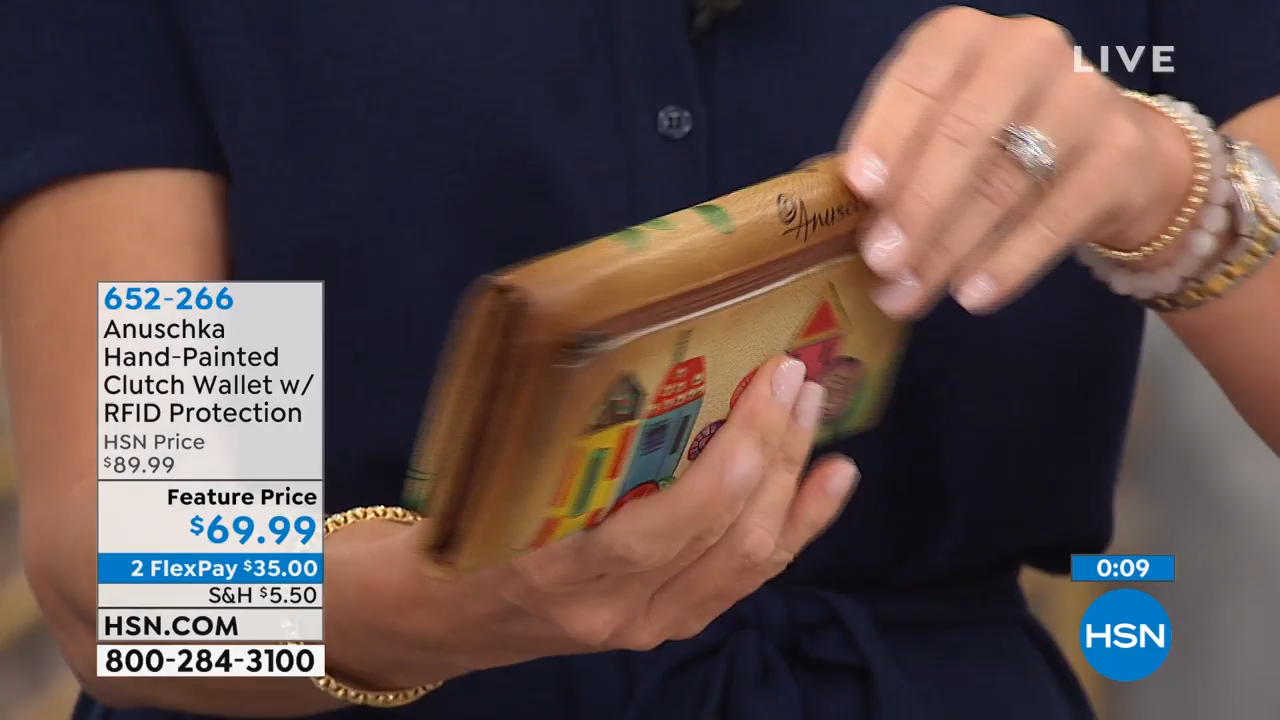 LIVE
652-266
Anuschka
Hand-Painted
Clutch Wallet w/
RFID Protection
HSN Price
$89.99
Feature Price
$69.99
2 FlexPay $35.00
S&H $5.50
HSN.COM
800-284-3100
0:09
HSN